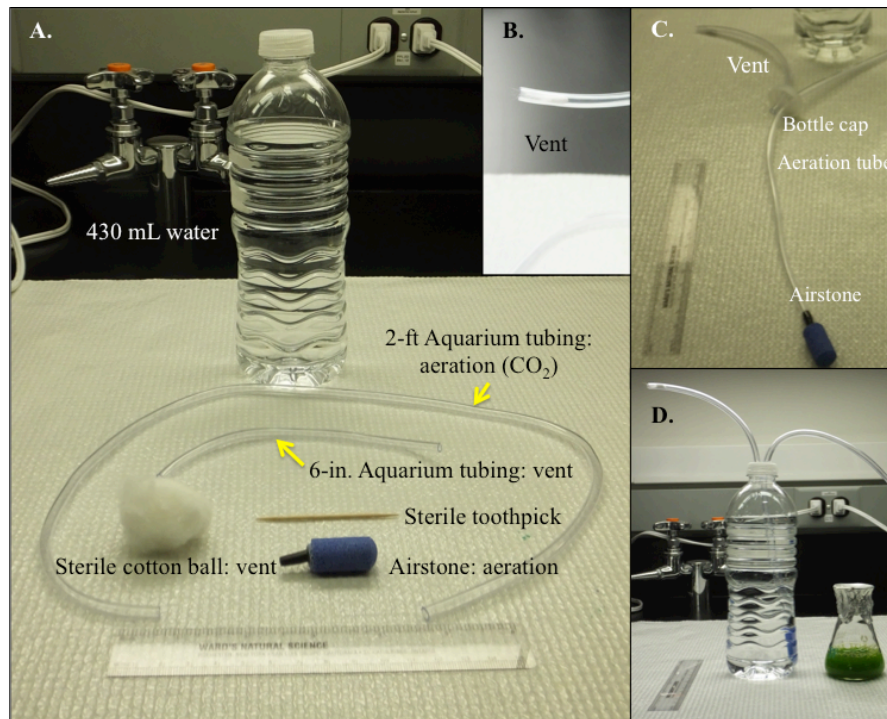 A.
430 mL water
2-ft Aquarium tubing:
aeration (CO₂)
6-in. Aquarium tubing: vent
Sterile toothpick
Sterile cotton ball: vent
Airstone: aeration
WARD'S NATURAL SCIENCE
B.
Vent
C.
Vent
Bottle cap
Aeration tube
Airstone
D.